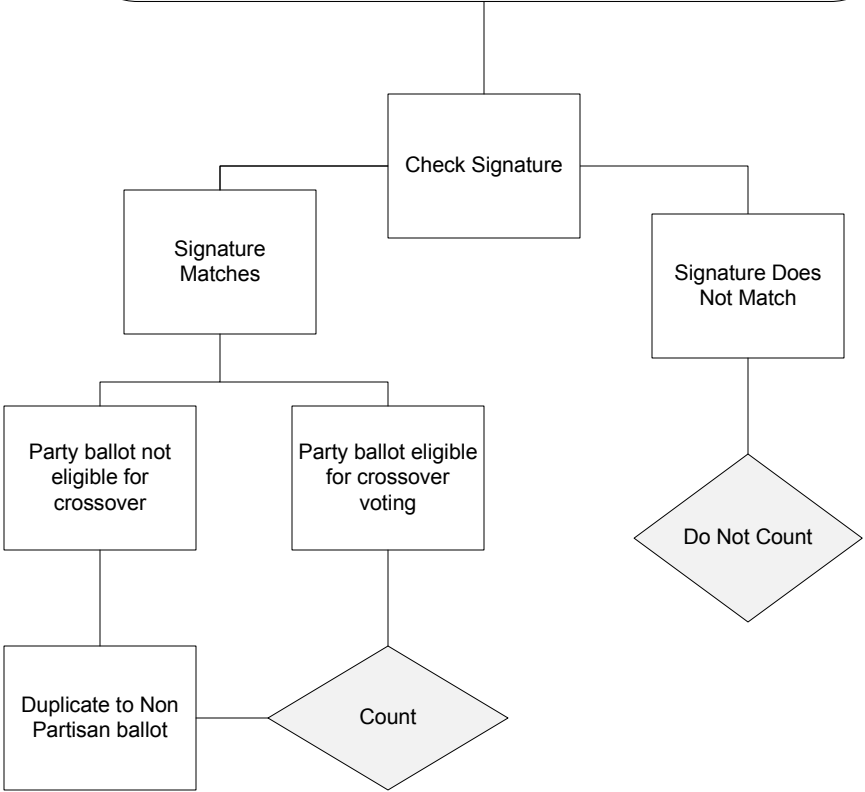 Check Signature
Signature
Matches
Signature Does
Not Match
Party ballot not
eligible for
crossover
Party ballot eligible
for crossover
voting
Do Not Count
Duplicate to Non
Partisan ballot
Count